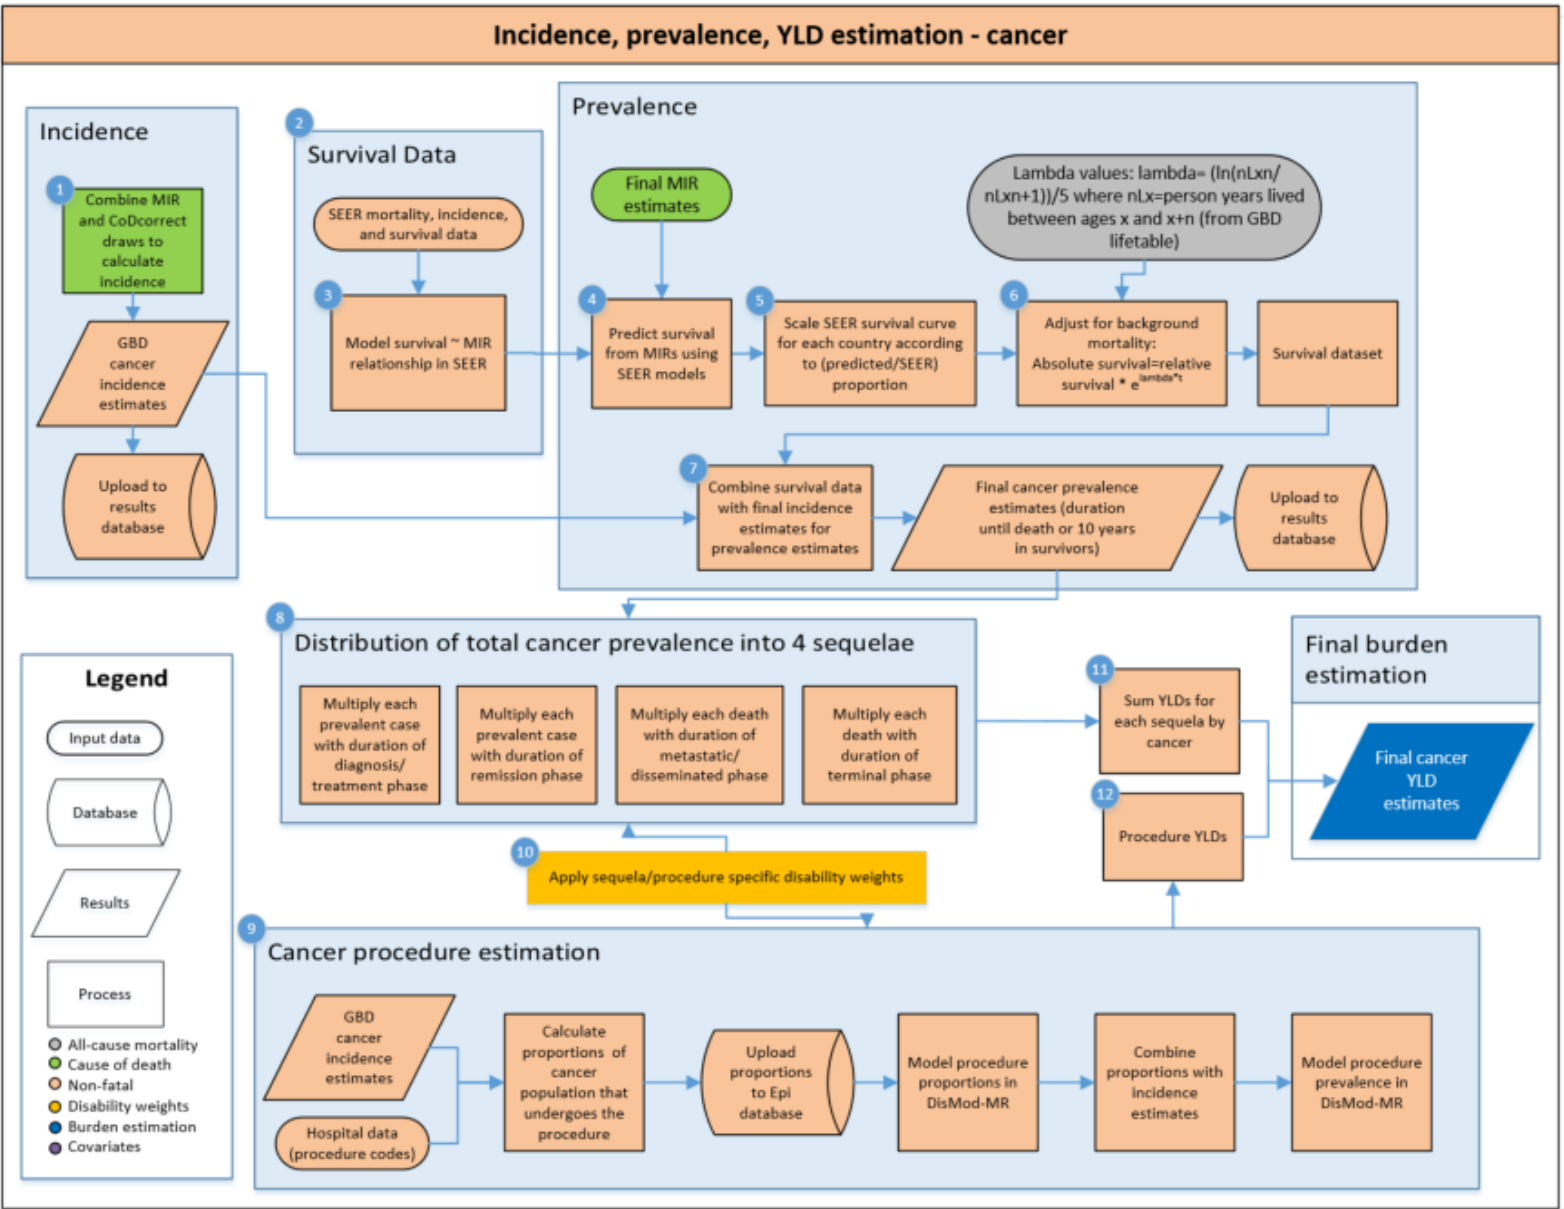 Incidence, prevalence, YLD estimation - cancer
Incidence
1
Combine MIR
and CoDcorrect
draws to
calculate
incidence
GBD
cancer
incidence
estimates
Upload to
results
database
2
Survival Data
SEER mortality, incidence,
and survival data
3
Model survival ~ MIR
relationship in SEER
Prevalence
Final MIR
estimates
Lambda values: lambda= (ln(nLxn/
nLxn+1))/5 where nLx=person years lived
between ages x and x+n (from GBD
lifetable)
4
Predict survival
from MIRs using
SEER models
5
Scale SEER survival curve
for each country according
to (predicted/SEER)
proportion
6
Adjust for background
mortality:
Absolute survival=relative
survival * e^lambda*t
Survival dataset
7
Combine survival data
with final incidence
estimates for
prevalence estimates
Final cancer prevalence
estimates (duration
until death or 10 years
in survivors)
Upload to
results
database
8
Distribution of total cancer prevalence into 4 sequelae
Multiply each
prevalent case
with duration of
diagnosis/
treatment phase
Multiply each
prevalent case
with duration of
remission phase
Multiply each death
with duration of
metastatic/
disseminated phase
Multiply each
death with
duration of
terminal phase
11
Sum YLDs for
each sequela by
cancer
12
Procedure YLDs
Final burden
estimation
Final cancer
YLD
estimates
10
Apply sequela/procedure specific disability weights
9
Cancer procedure estimation
GBD
cancer
incidence
estimates
Hospital data
(procedure codes)
Calculate
proportions of
cancer
population that
undergoes the
procedure
Upload
proportions
to Epi
database
Model procedure
proportions in
DisMod-MR
Combine
proportions with
incidence
estimates
Model procedure
prevalence in
DisMod-MR
Legend
Input data
Database
Results
Process
All-cause mortality
Cause of death
Non-fatal
Disability weights
Burden estimation
Covariates